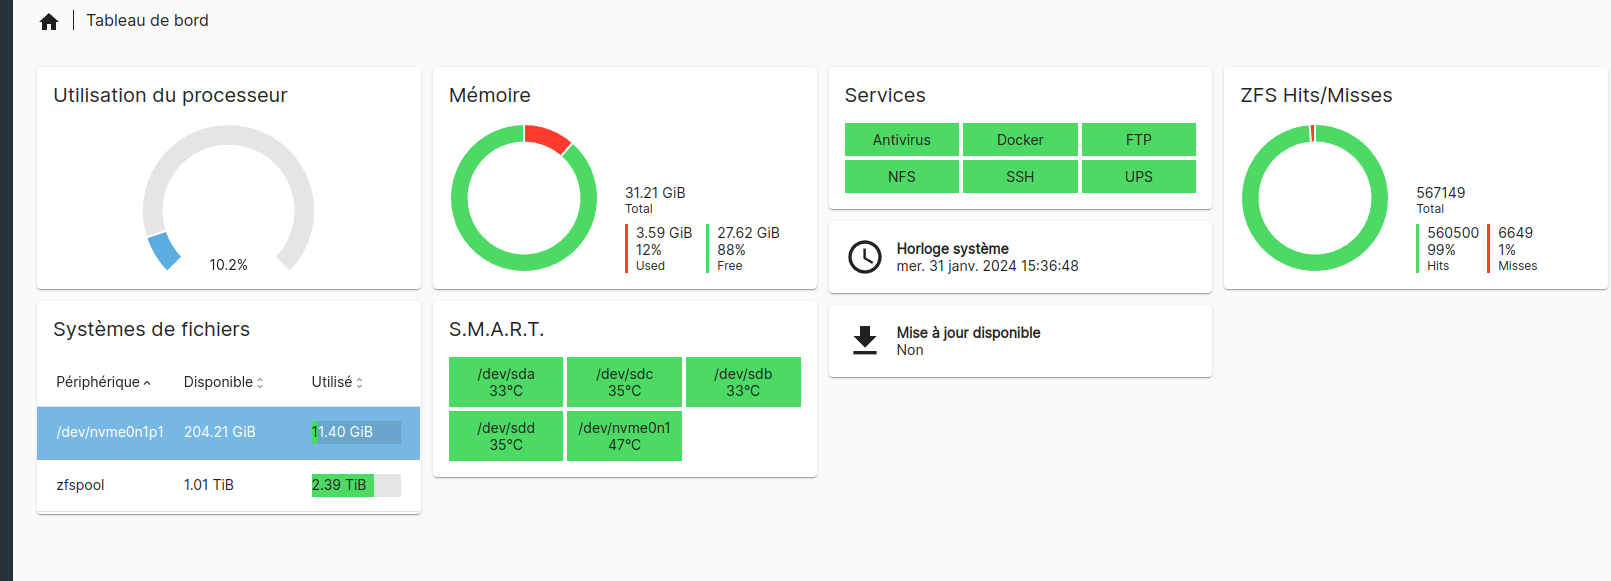 Tableau de bord
Utilisation du processeur
10.2%
Mémoire
31.21 GiB
Total
3.59 GiB
12%
Used
27.62 GiB
88%
Free
Services
Antivirus
Docker
FTP
NFS
SSH
UPS
Horloge système
mer. 31 janv. 2024 15:36:48
Mise à jour disponible
Non
ZFS Hits/Misses
567149
Total
560500
99%
Hits
6649
1%
Misses
Systèmes de fichiers
Périphérique Disponible Utilisé
/dev/nvme0n1p1 204.21 GiB 11.40 GiB
zfspool 1.01 TiB 2.39 TiB
S.M.A.R.T.
/dev/sda
33°C
/dev/sdc
35°C
/dev/sdb
33°C
/dev/sdd
35°C
/dev/nvme0n1
47°C